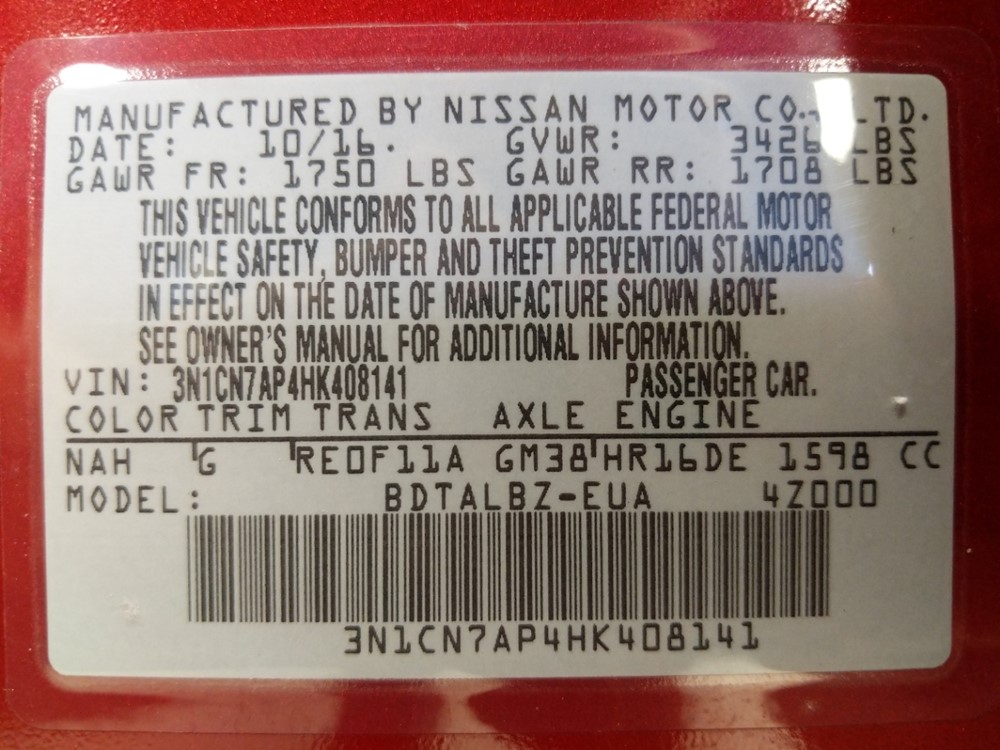 MANUFACTURED BY NISSAN MOTOR CO., LTD.
DATE: 10/16. GVWR: 3426 LBS
GAWR FR: 1750 LBS GAWR RR: 1708 LBS
THIS VEHICLE CONFORMS TO ALL APPLICABLE FEDERAL MOTOR
VEHICLE SAFETY, BUMPER AND THEFT PREVENTION STANDARDS
IN EFFECT ON THE DATE OF MANUFACTURE SHOWN ABOVE.
SEE OWNER'S MANUAL FOR ADDITIONAL INFORMATION.
VIN: 3N1CN7AP4HK408141 PASSENGER CAR.
COLOR TRIM TRANS AXLE ENGINE
NAH G RE0F11A GM38 HR16DE 1598 CC
MODEL: BDTALBZ-EUA 4Z000
3N1CN7AP4HK408141